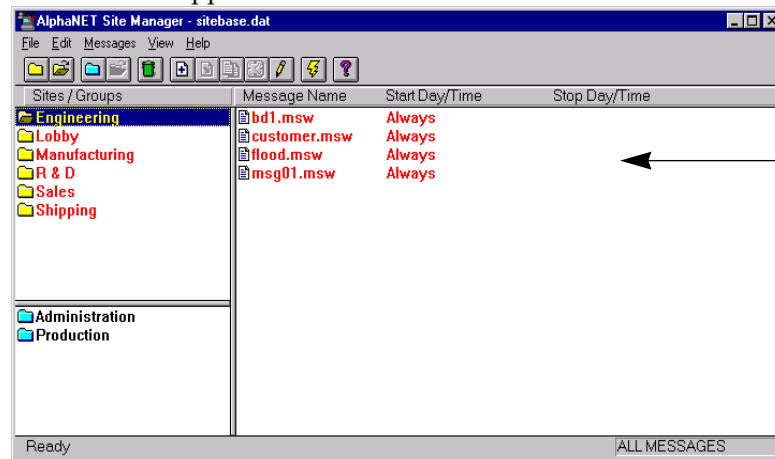 AlphaNET Site Manager - sitebase.dat
File Edit Messages View Help
Sites / Groups Message Name Start Day/Time Stop Day/Time
Engineering bd1.msw Always
Lobby customer.msw Always
Manufacturing flood.msw Always
R & D msg01.msw Always
Sales
Shipping
Administration
Production
Ready ALL MESSAGES